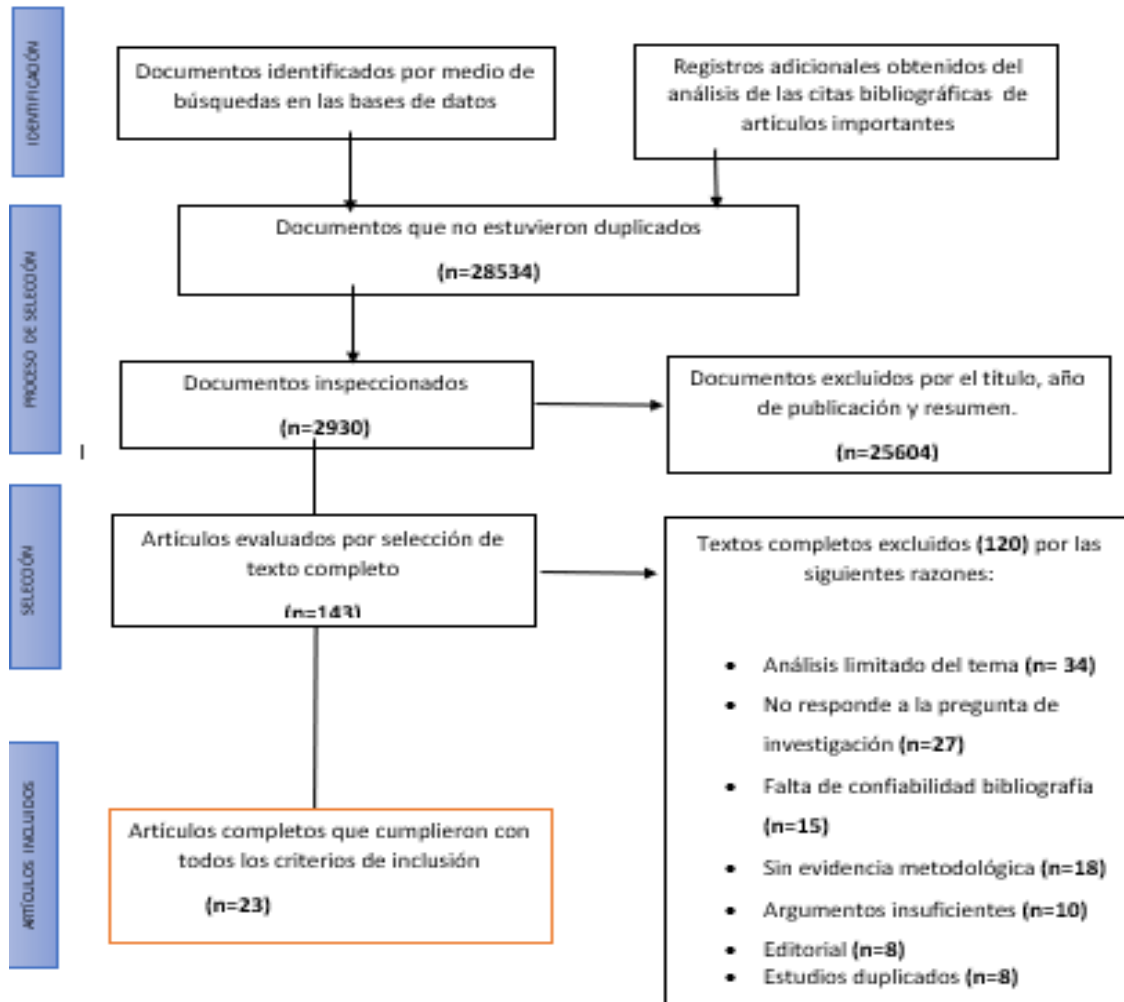 IDENTIFICACIÓN
Documentos identificados por medio de
búsquedas en las bases de datos
Registros adicionales obtenidos del
análisis de las citas bibliográficas de
artículos importantes
PROCESO DE SELECCIÓN
Documentos que no estuvieron duplicados
(n=28534)
Documentos inspeccionados
(n=2930)
Documentos excluidos por el título, año
de publicación y resumen.
(n=25604)
SELECCIÓN
Artículos evaluados por selección de
texto completo
(n=143)
Textos completos excluidos (120) por las
siguientes razones:
• Análisis limitado del tema (n= 34)
• No responde a la pregunta de
investigación (n=27)
• Falta de confiabilidad bibliografía
(n=15)
• Sin evidencia metodológica (n=18)
• Argumentos insuficientes (n=10)
• Editorial (n=8)
• Estudios duplicados (n=8)
ARTÍCULOS INCLUIDOS
Artículos completos que cumplieron con
todos los criterios de inclusión
(n=23)